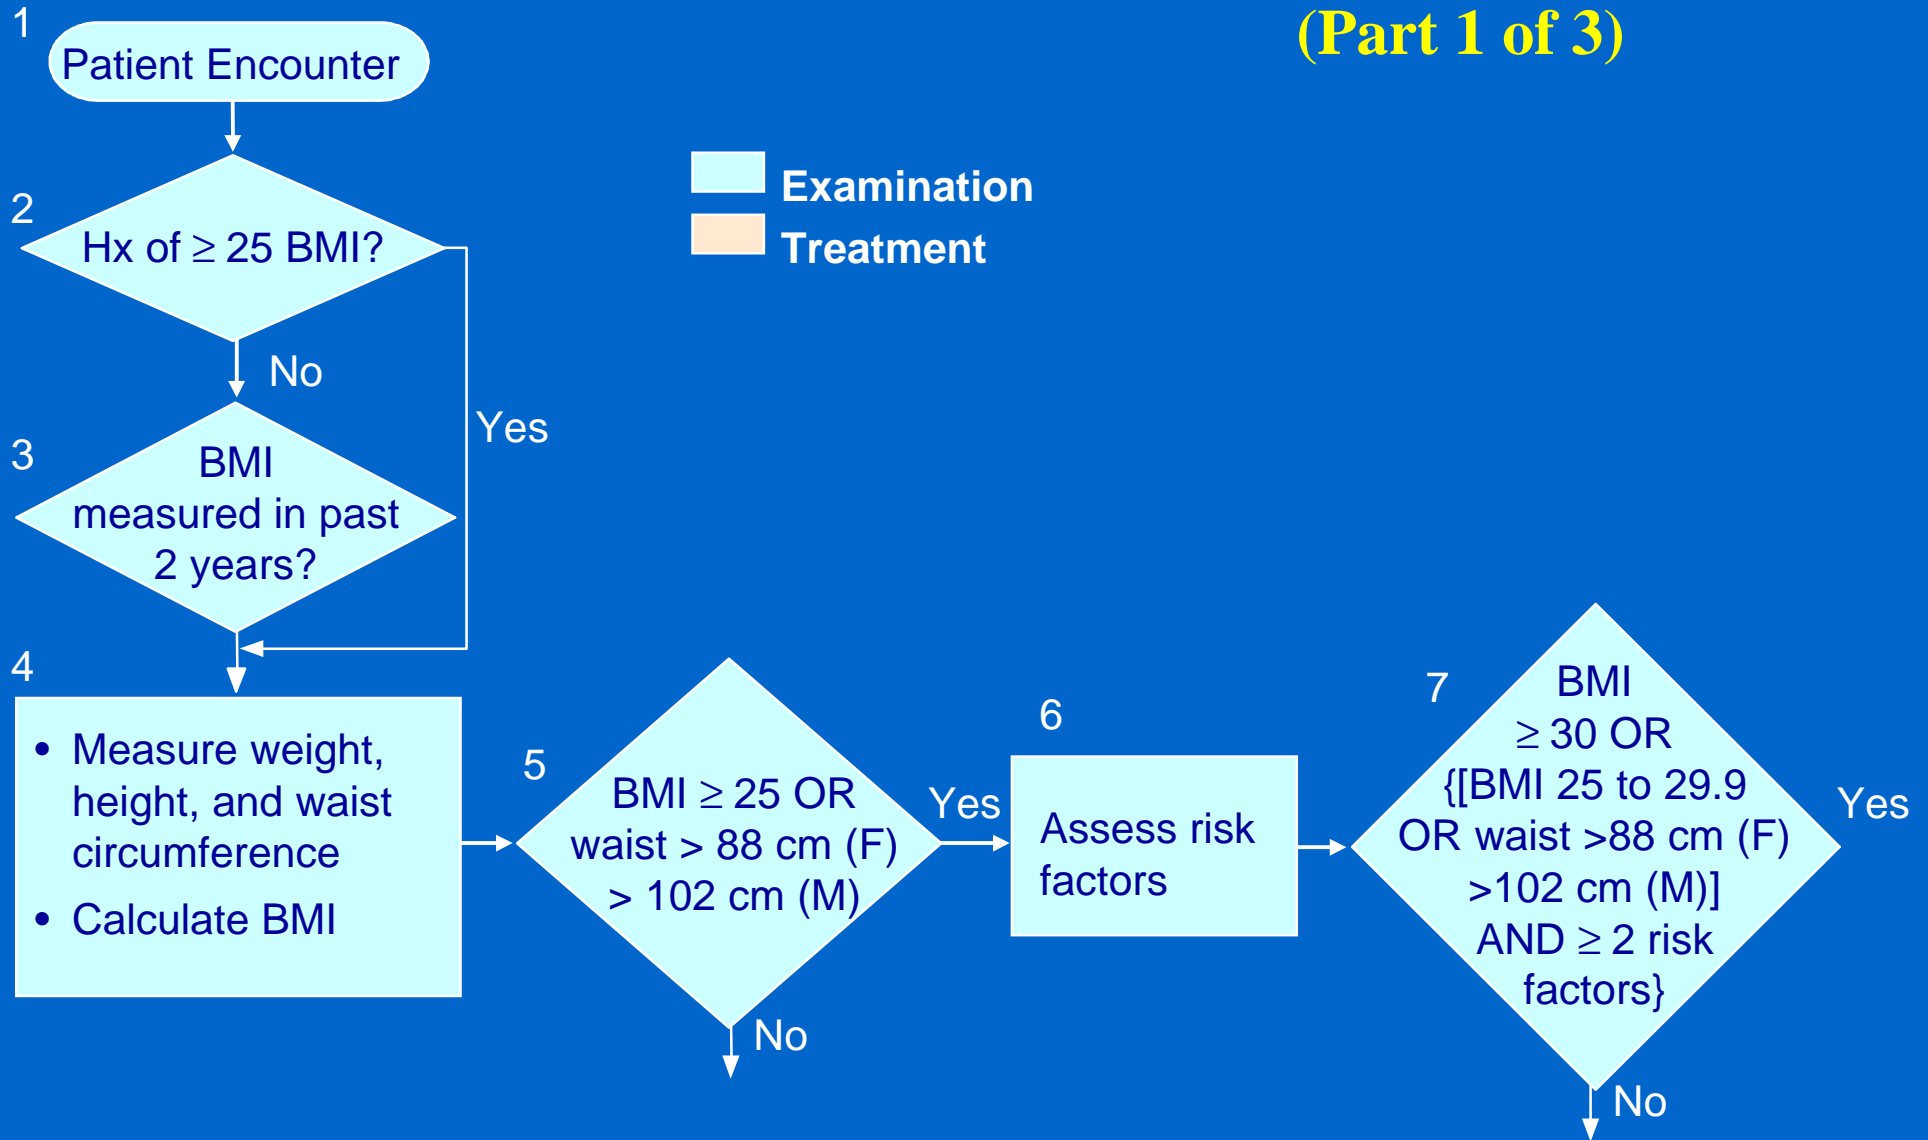 (Part 1 of 3)
1
Patient Encounter
Examination
Treatment
2
Hx of ≥ 25 BMI?
No
Yes
3
BMI
measured in past
2 years?
4
• Measure weight,
height, and waist
circumference
• Calculate BMI
5
BMI ≥ 25 OR
waist > 88 cm (F)
> 102 cm (M)
Yes
No
6
Assess risk
factors
7
BMI
≥ 30 OR
{[BMI 25 to 29.9
OR waist >88 cm (F)
>102 cm (M)]
AND ≥ 2 risk
factors}
Yes
No